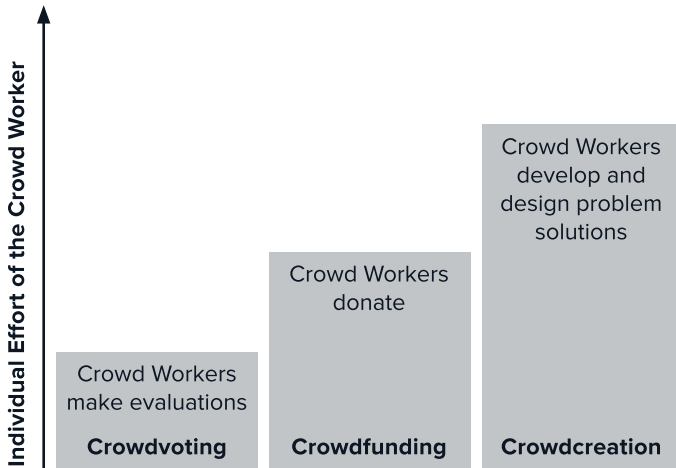 Individual Effort of the Crowd Worker
Crowd Workers
make evaluations
Crowdvoting
Crowd Workers
donate
Crowdfunding
Crowd Workers
develop and
design problem
solutions
Crowdcreation